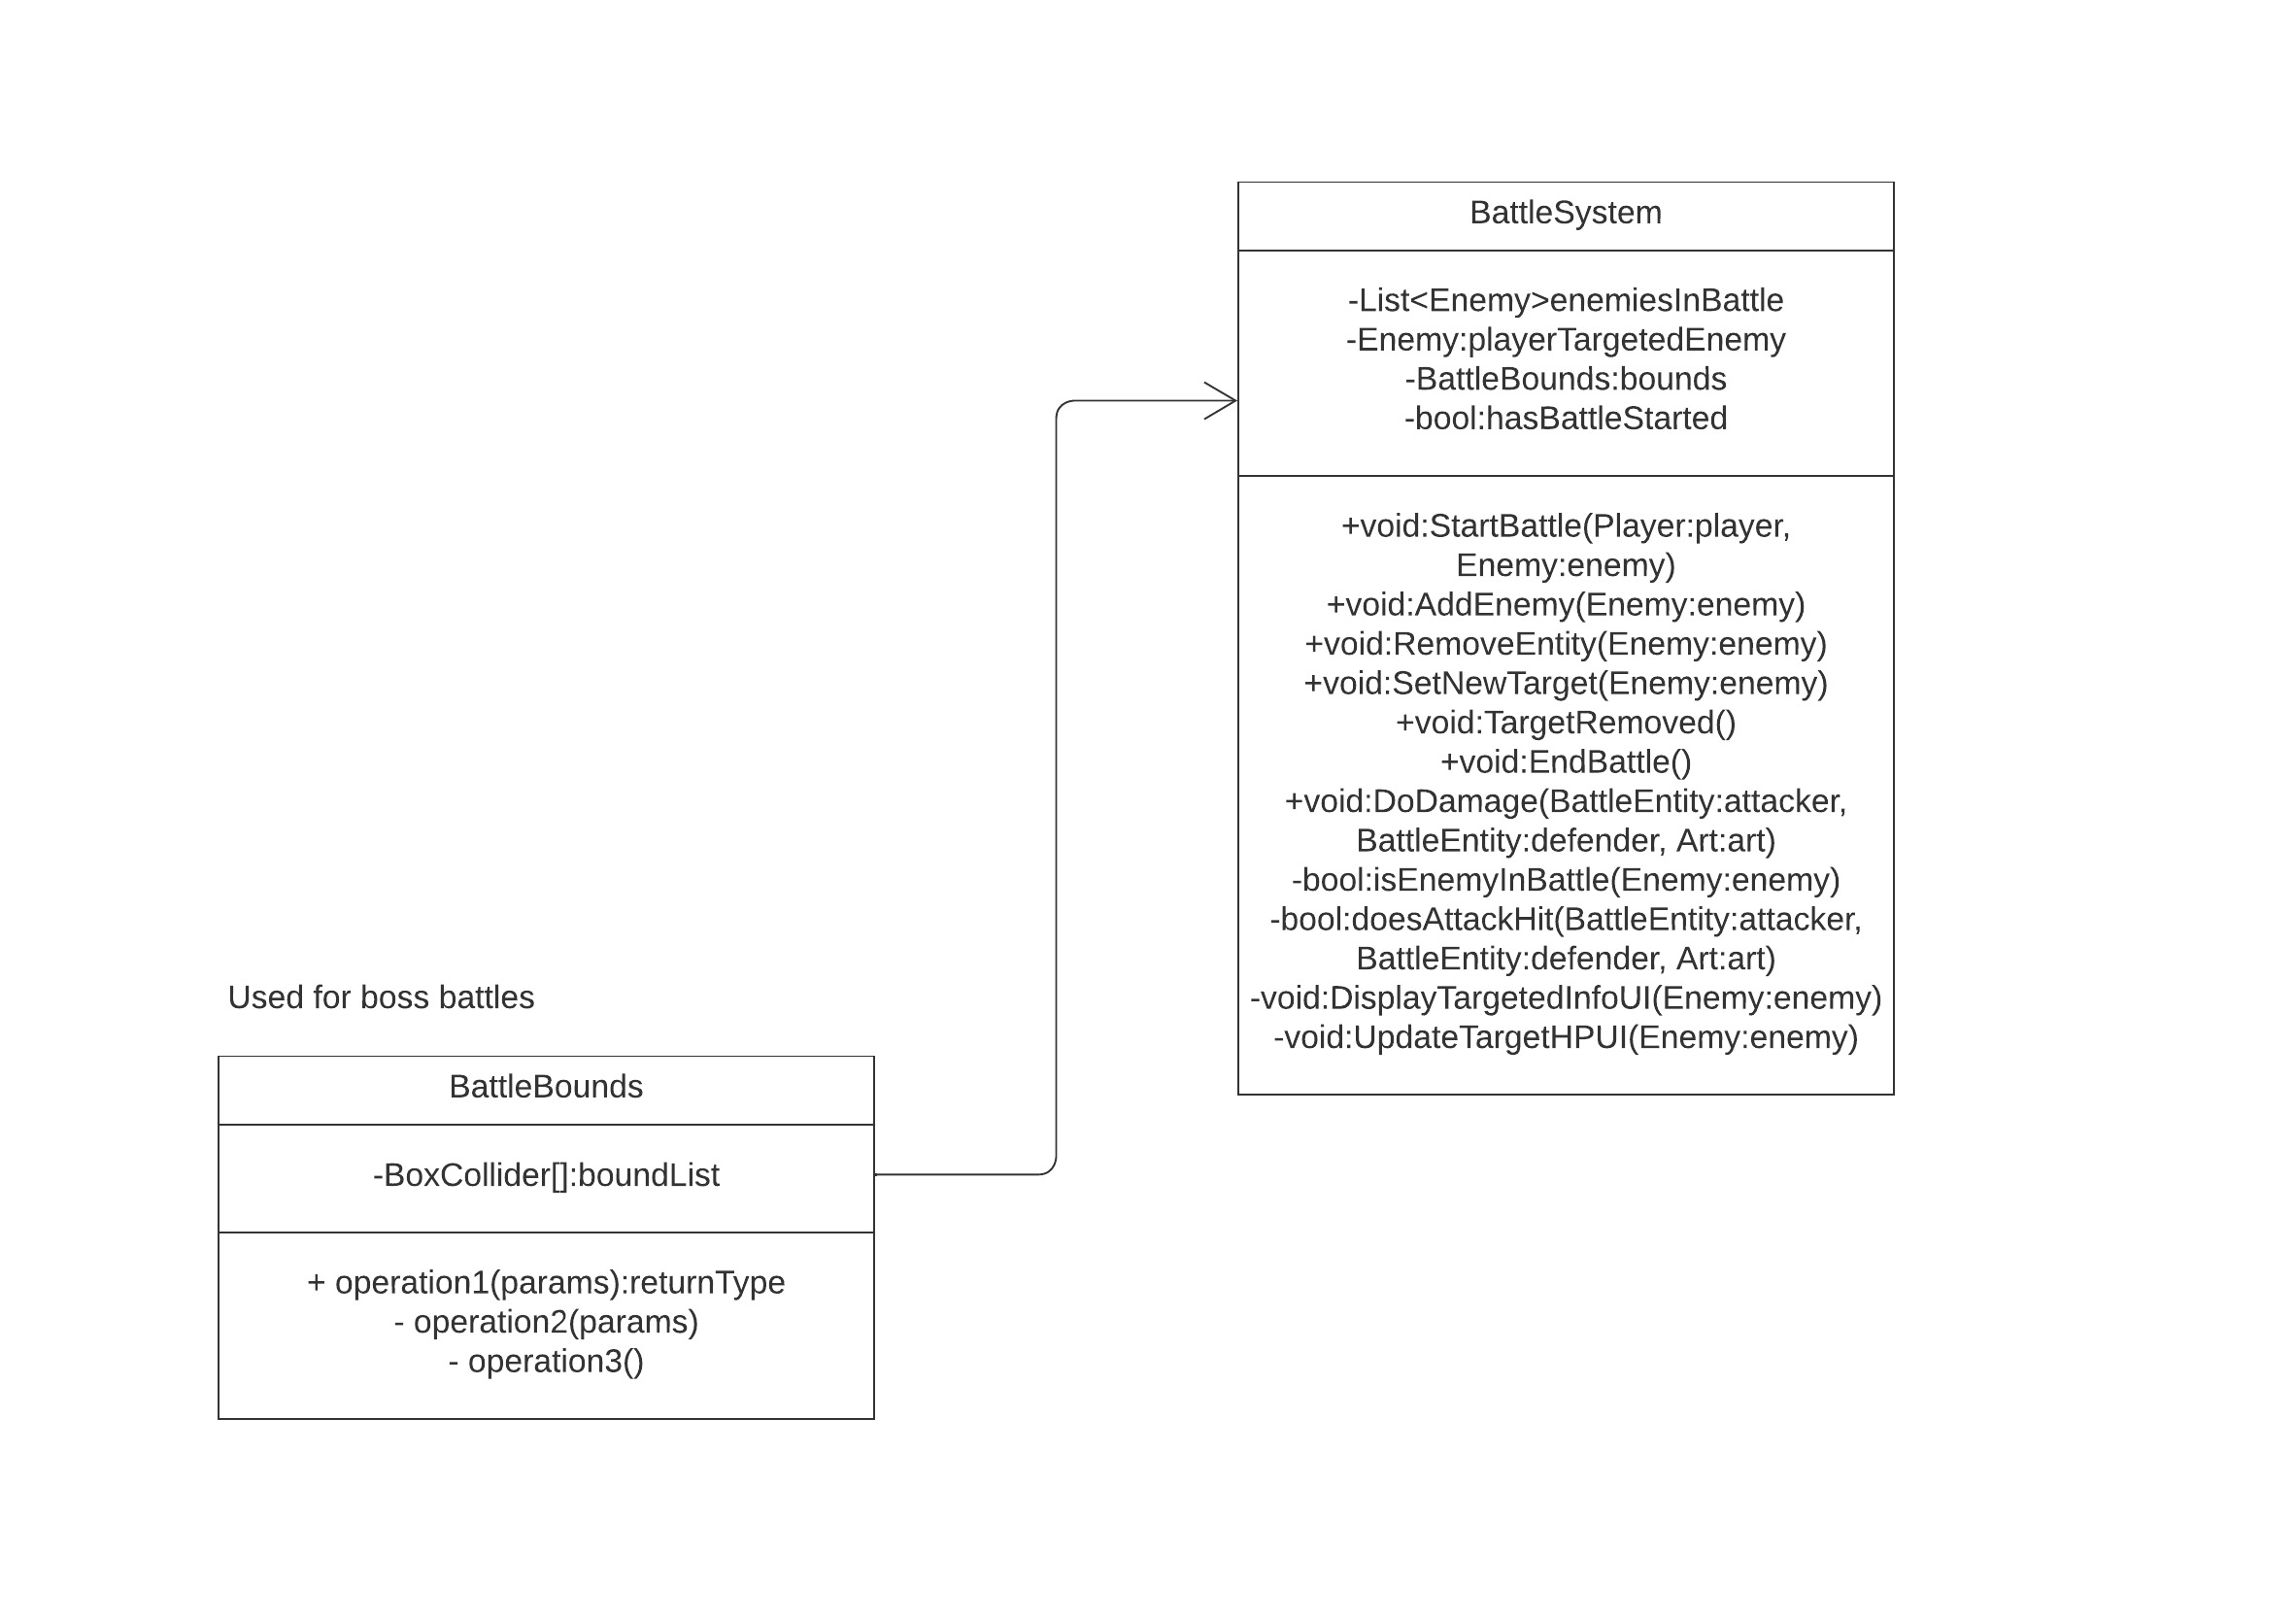 BattleSystem
-List<Enemy>enemiesInBattle
-Enemy:playerTargetedEnemy
-BattleBounds:bounds
-bool:hasBattleStarted
+void:StartBattle(Player:player,
Enemy:enemy)
+void:AddEnemy(Enemy:enemy)
+void:RemoveEntity(Enemy:enemy)
+void:SetNewTarget(Enemy:enemy)
+void:TargetRemoved()
+void:EndBattle()
+void:DoDamage(BattleEntity:attacker,
BattleEntity:defender, Art:art)
-bool:isEnemyInBattle(Enemy:enemy)
-bool:doesAttackHit(BattleEntity:attacker,
BattleEntity:defender, Art:art)
-void:DisplayTargetedInfoUI(Enemy:enemy)
-void:UpdateTargetHPUI(Enemy:enemy)
Used for boss battles
BattleBounds
-BoxCollider[]:boundList
+ operation1(params):returnType
- operation2(params)
- operation3()